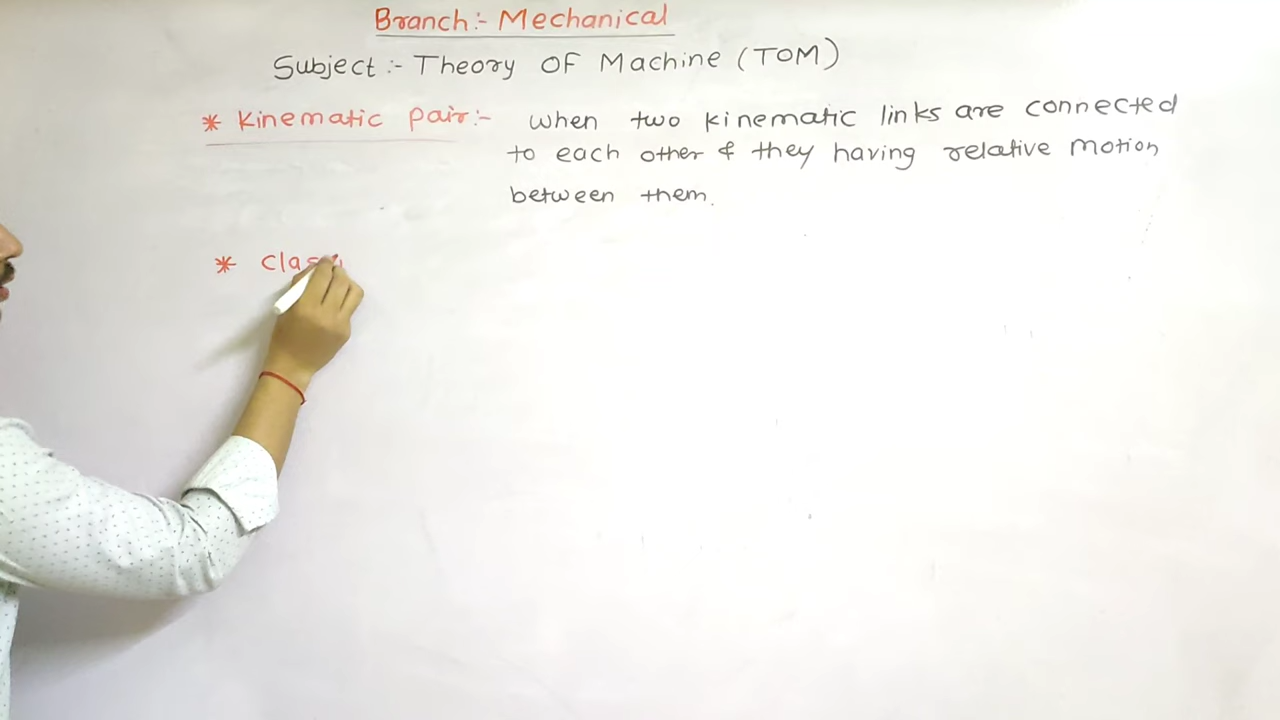 Branch:- Mechanical
Subject:- Theory OF Machine (TOM)
* Kinematic pair:- when two kinematic links are connected
to each other & they having relative motion
between them.
*